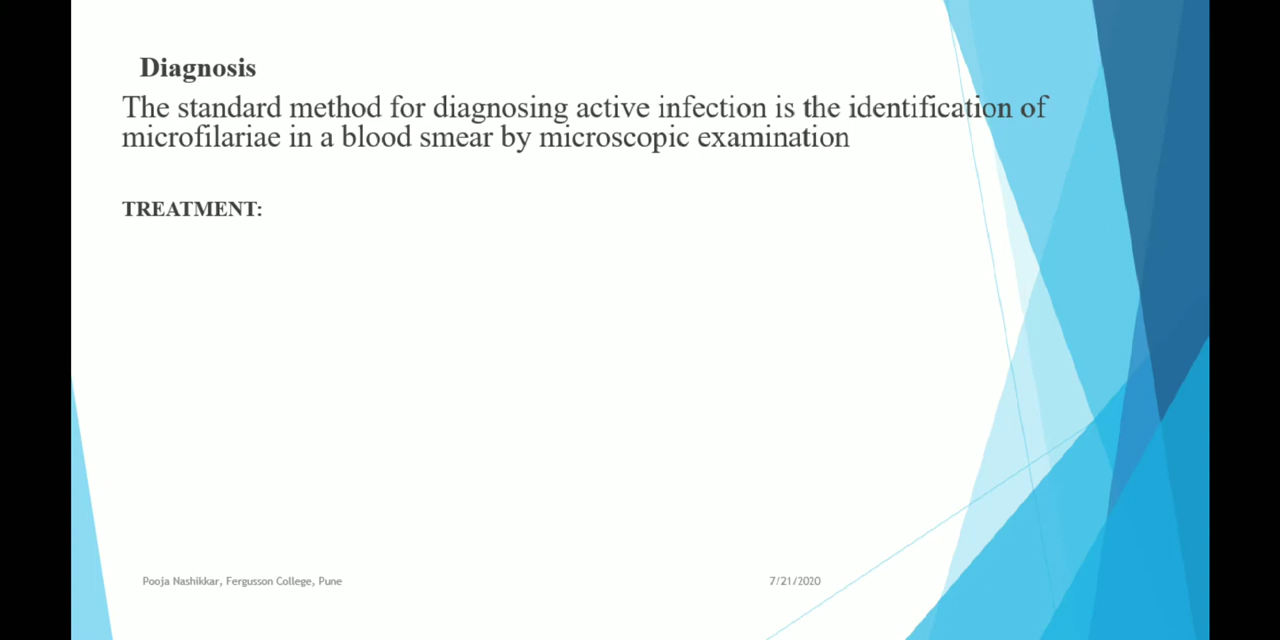 Diagnosis
The standard method for diagnosing active infection is the identification of
microfilariae in a blood smear by microscopic examination
TREATMENT:
Pooja Nashikkar, Fergusson College, Pune
7/21/2020